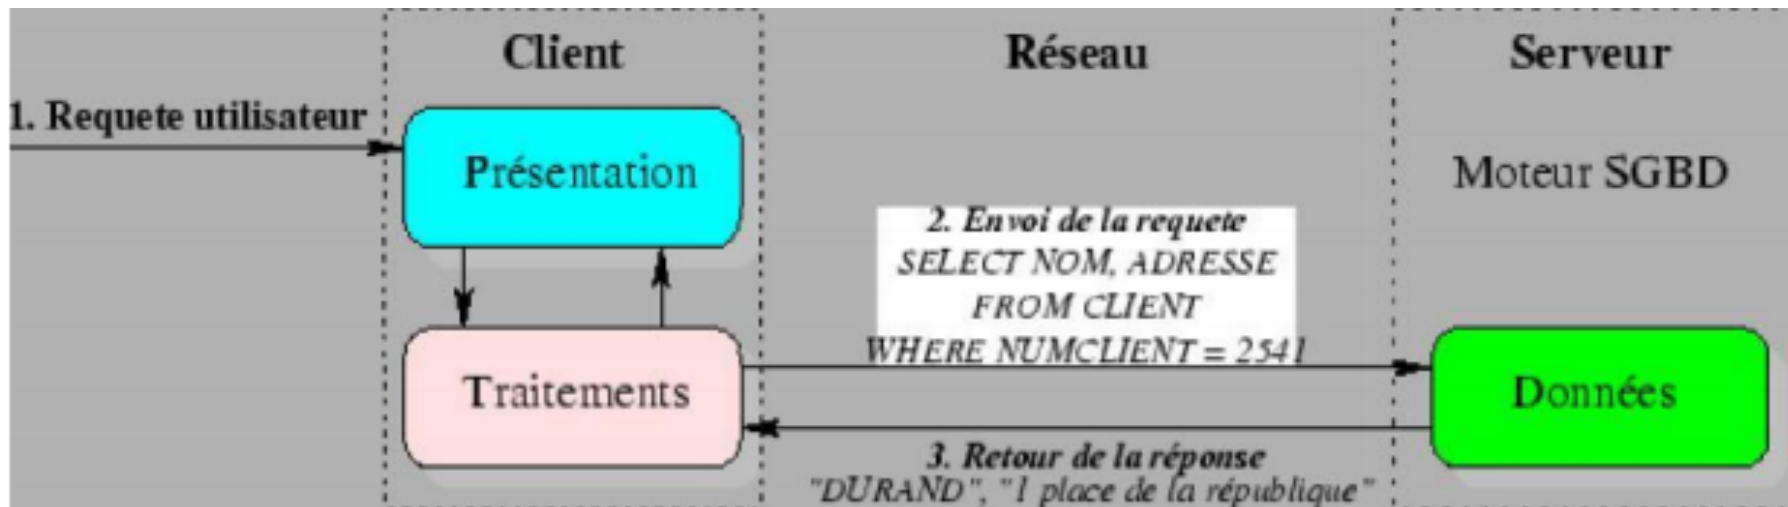 Client
Réseau
Serveur
1. Requete utilisateur
Présentation
Moteur SGBD
2. Envoi de la requete
SELECT NOM, ADRESSE
FROM CLIENT
WHERE NUMCLIENT = 2541
Traitements
Données
3. Retour de la réponse
"DURAND", "1 place de la république"